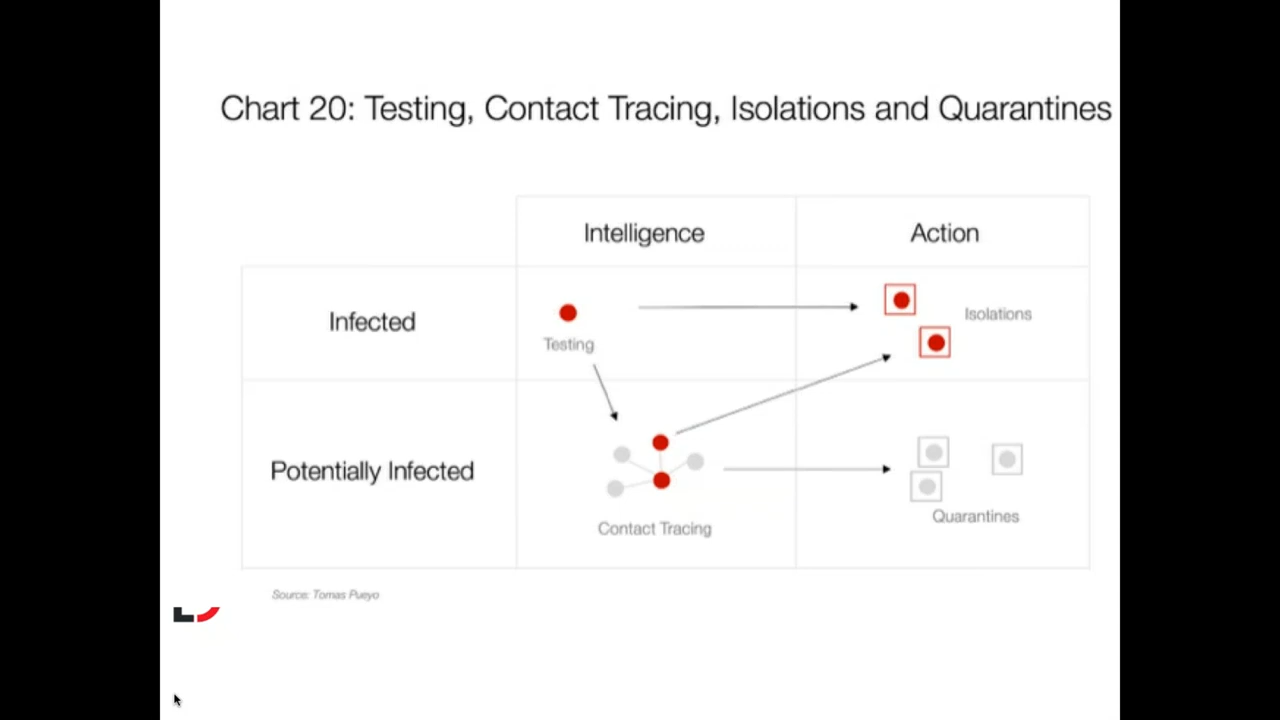 Chart 20: Testing, Contact Tracing, Isolations and Quarantines
Intelligence
Action
Infected
Testing
Isolations
Potentially Infected
Contact Tracing
Quarantines
Source: Tomas Pueyo